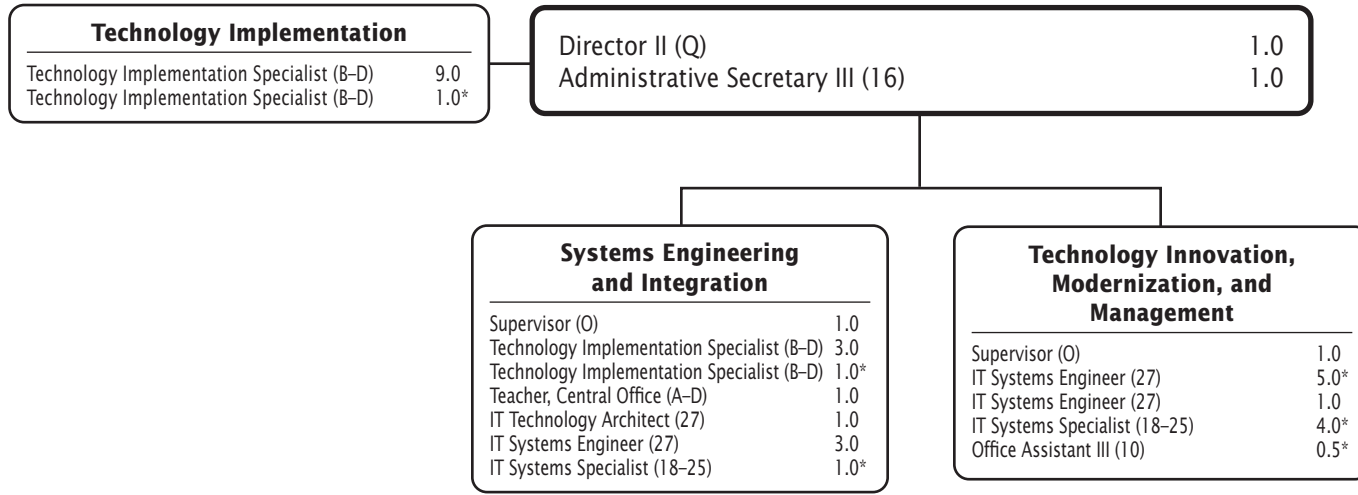 Technology Implementation
Technology Implementation Specialist (B–D) 9.0
Technology Implementation Specialist (B–D) 1.0*
Director II (Q) 1.0
Administrative Secretary III (16) 1.0
Systems Engineering
and Integration
Supervisor (O) 1.0
Technology Implementation Specialist (B–D) 3.0
Technology Implementation Specialist (B–D) 1.0*
Teacher, Central Office (A–D) 1.0
IT Technology Architect (27) 1.0
IT Systems Engineer (27) 3.0
IT Systems Specialist (18–25) 1.0*
Technology Innovation,
Modernization, and
Management
Supervisor (O) 1.0
IT Systems Engineer (27) 5.0*
IT Systems Engineer (27) 1.0
IT Systems Specialist (18–25) 4.0*
Office Assistant III (10) 0.5*